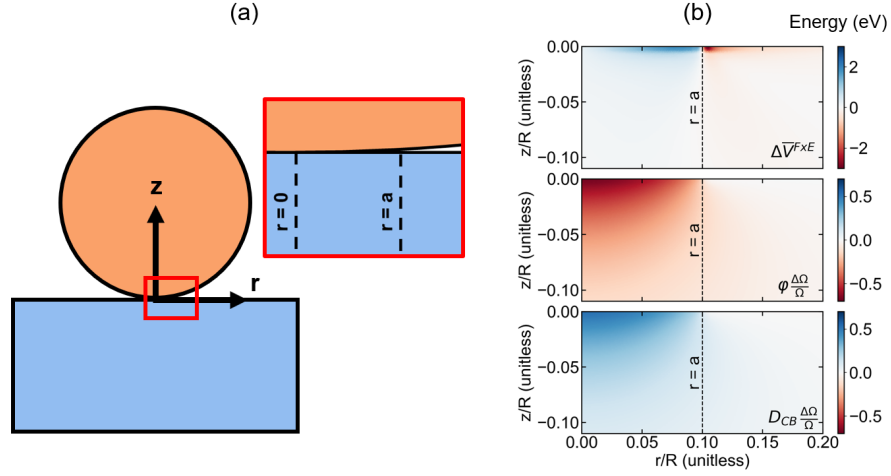 (a)
z
r
r = 0
r = a
(b)
Energy (eV)
0.00
−0.05
−0.10
z/R (unitless)
r = a
ΔV̅ᶠˣᴱ
2
0
−2
0.00
−0.05
−0.10
z/R (unitless)
r = a
φ ΔΩ/Ω
0.5
0.0
−0.5
0.00
−0.05
−0.10
z/R (unitless)
r = a
D_CB ΔΩ/Ω
0.5
0.0
−0.5
0.00 0.05 0.10 0.15 0.20
r/R (unitless)